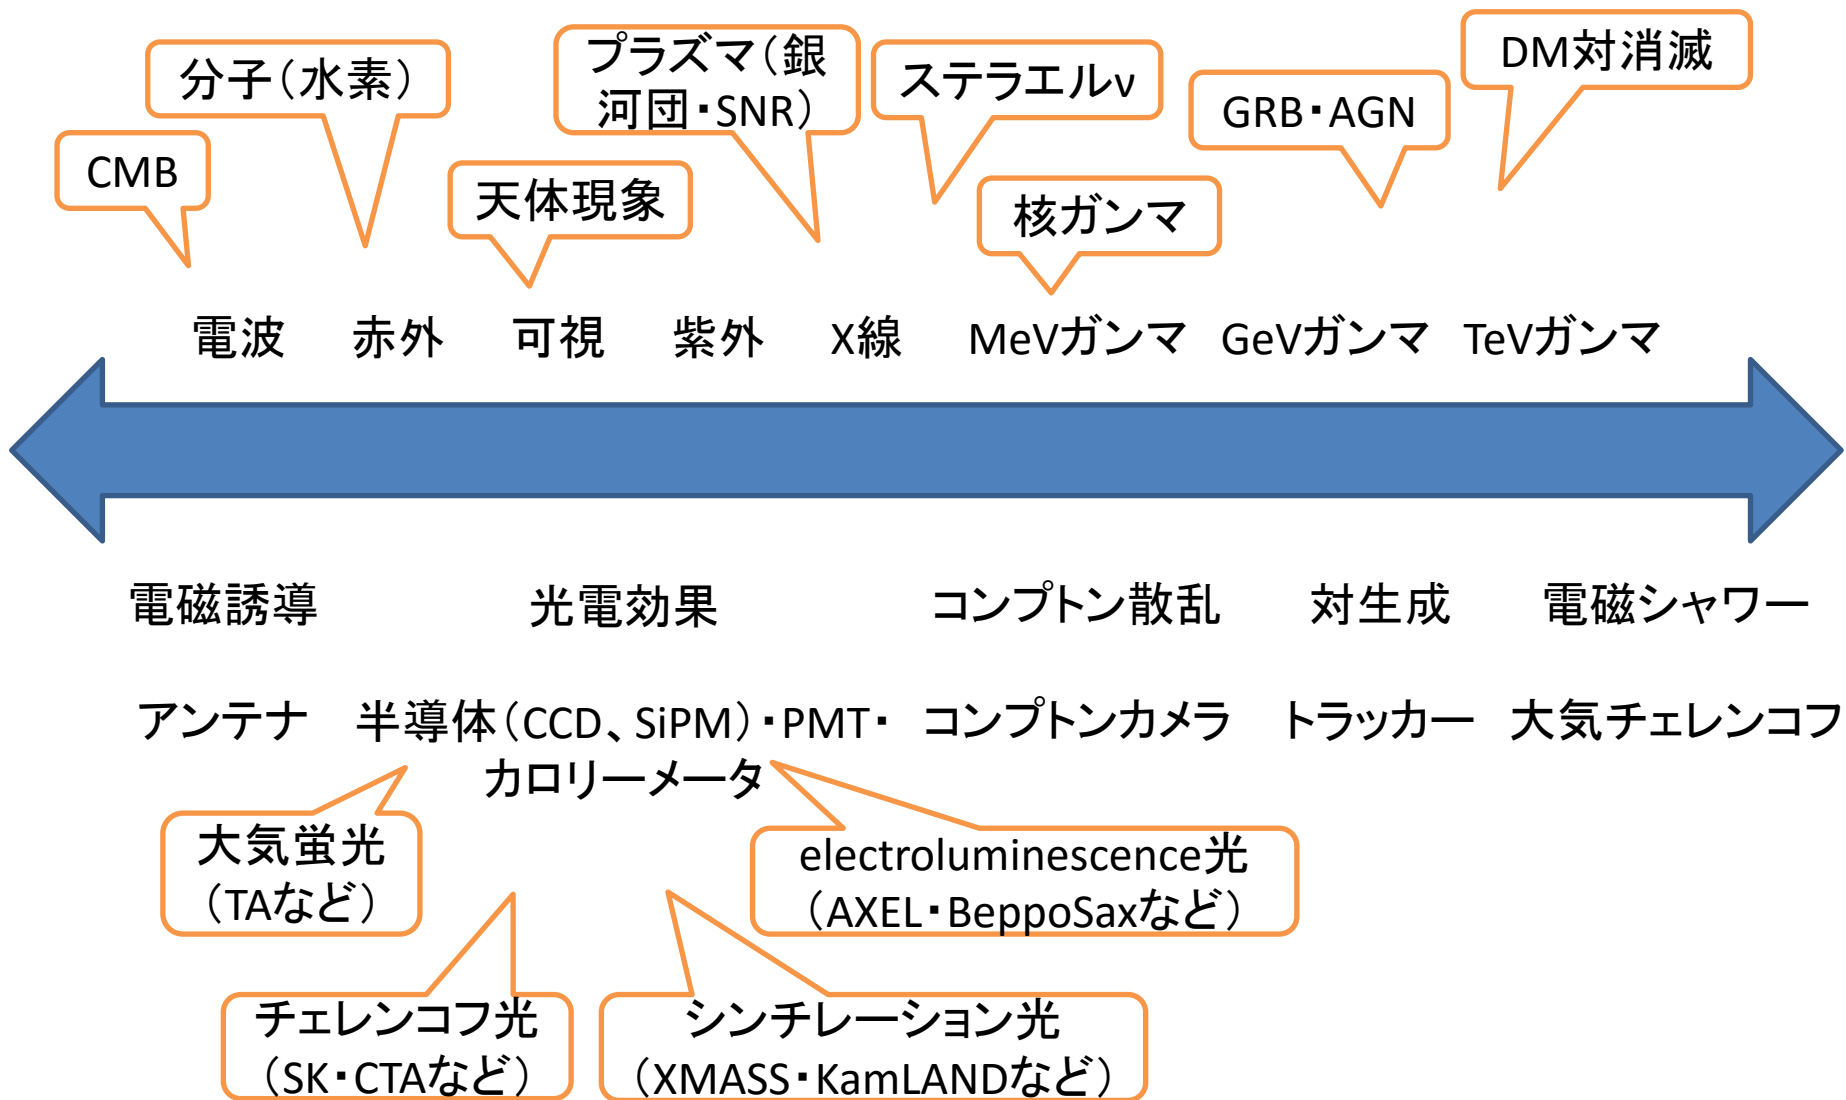 DM対消滅
分子（水素）
プラズマ（銀
河団・SNR）
ステラエルν
GRB・AGN
CMB
天体現象
核ガンマ
電波 赤外 可視 紫外 X線 MeVガンマ GeVガンマ TeVガンマ
電磁誘導 光電効果 コンプトン散乱 対生成 電磁シャワー
アンテナ 半導体（CCD、SiPM）・PMT・ コンプトンカメラ トラッカー 大気チェレンコフ
カロリーメータ
大気蛍光
（TAなど）
electroluminescence光
（AXEL・BeppoSaxなど）
チェレンコフ光
（SK・CTAなど）
シンチレーション光
（XMASS・KamLANDなど）